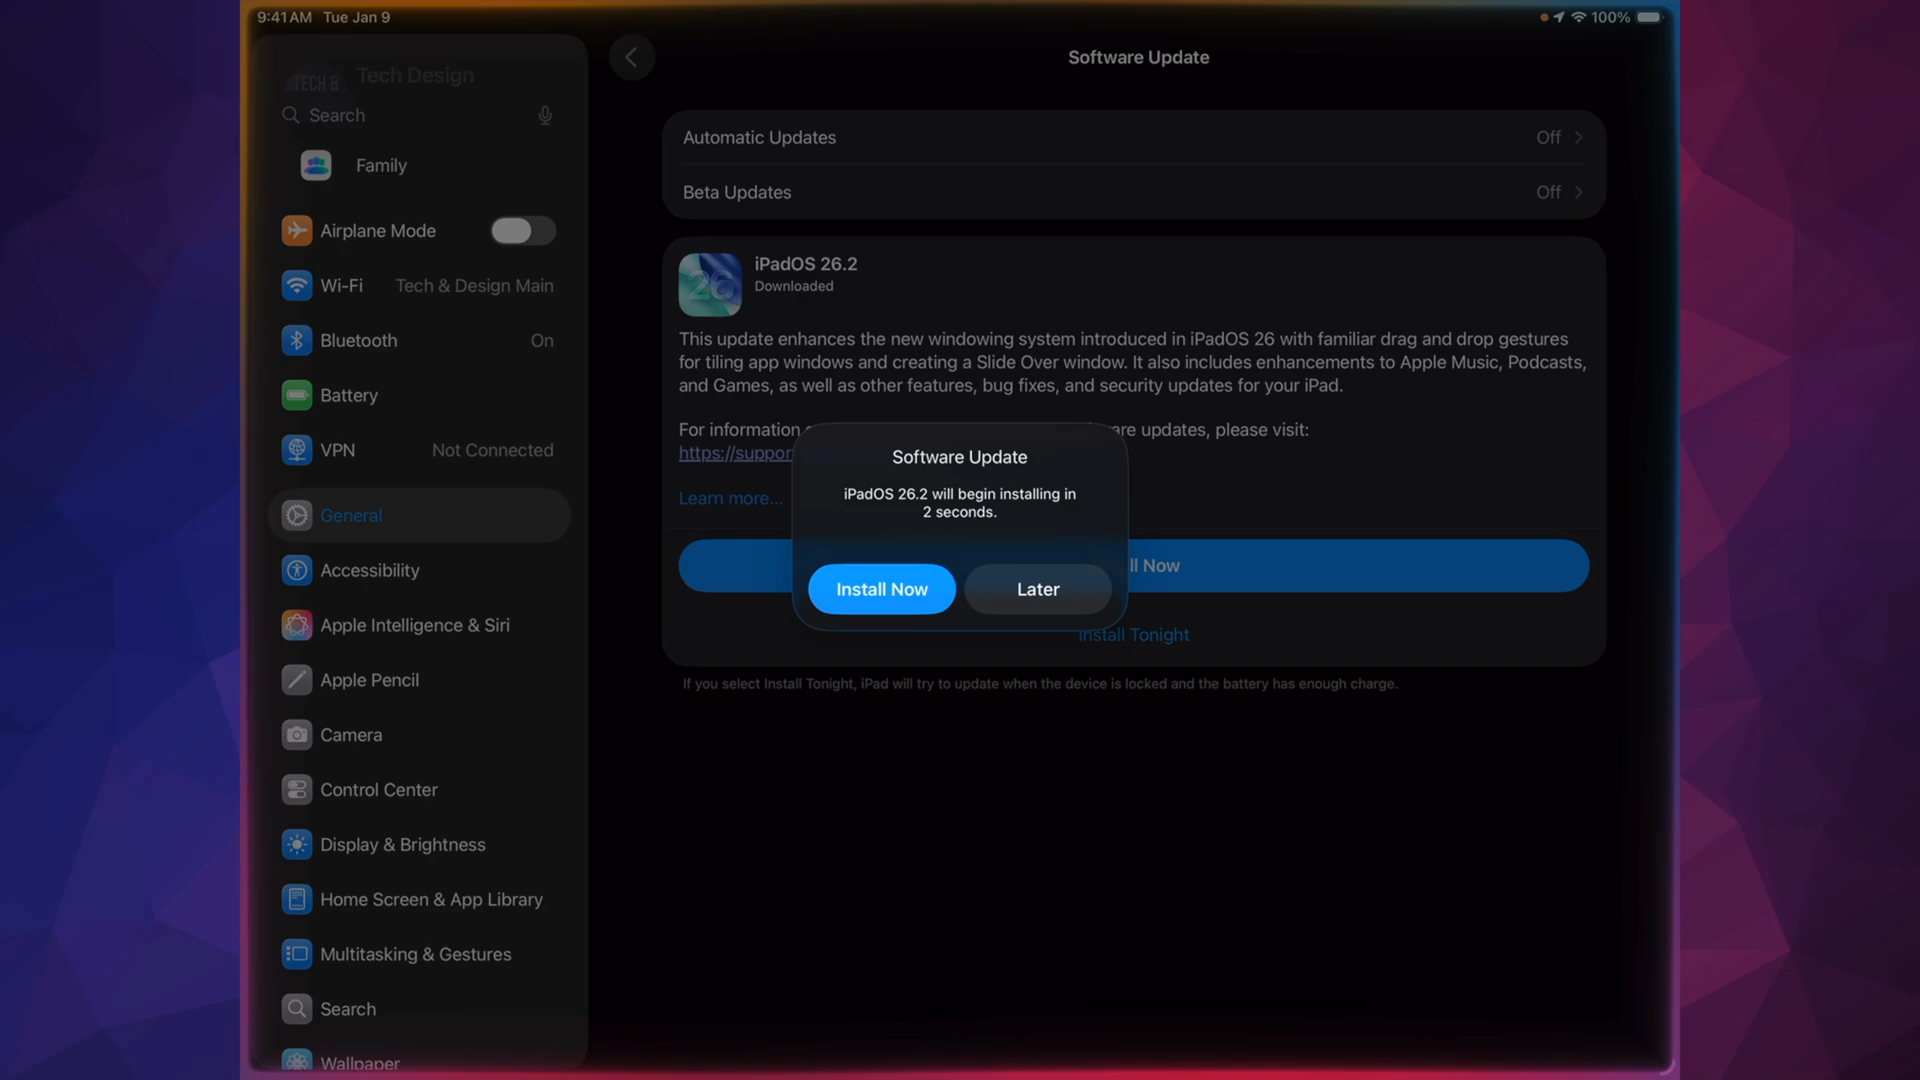 9:41 AM Tue Jan 9
100%
TECH &
Tech Design
Search
Family
Airplane Mode
Wi-Fi Tech & Design Main
Bluetooth On
Battery
VPN Not Connected
General
Accessibility
Apple Intelligence & Siri
Apple Pencil
Camera
Control Center
Display & Brightness
Home Screen & App Library
Multitasking & Gestures
Search
Wallpaper
Software Update
Automatic Updates Off
Beta Updates Off
26
iPadOS 26.2
Downloaded
This update enhances the new windowing system introduced in iPadOS 26 with familiar drag and drop gestures
for tiling app windows and creating a Slide Over window. It also includes enhancements to Apple Music, Podcasts,
and Games, as well as other features, bug fixes, and security updates for your iPad.
For information are updates, please visit:
https://suppor
Learn more...
Software Update
iPadOS 26.2 will begin installing in
2 seconds.
Install Now Later
ll Now
Install Tonight
If you select Install Tonight, iPad will try to update when the device is locked and the battery has enough charge.